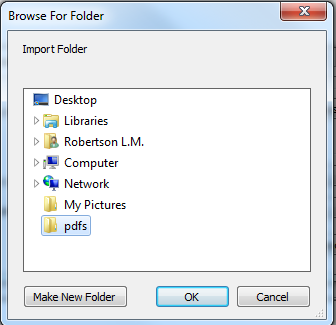 Browse For Folder
Import Folder
Desktop
Libraries
Robertson L.M.
Computer
Network
My Pictures
pdfs
Make New Folder
OK
Cancel